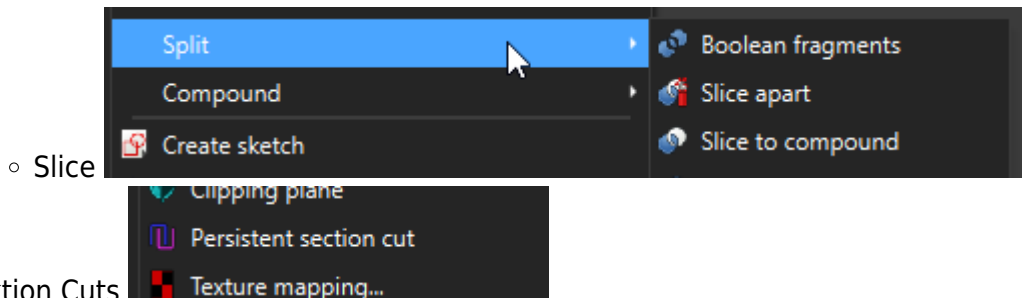 Split
Boolean fragments
Compound
Slice apart
Create sketch
Slice to compound
Slice
Clipping plane
Persistent section cut
Texture mapping...
Cuts